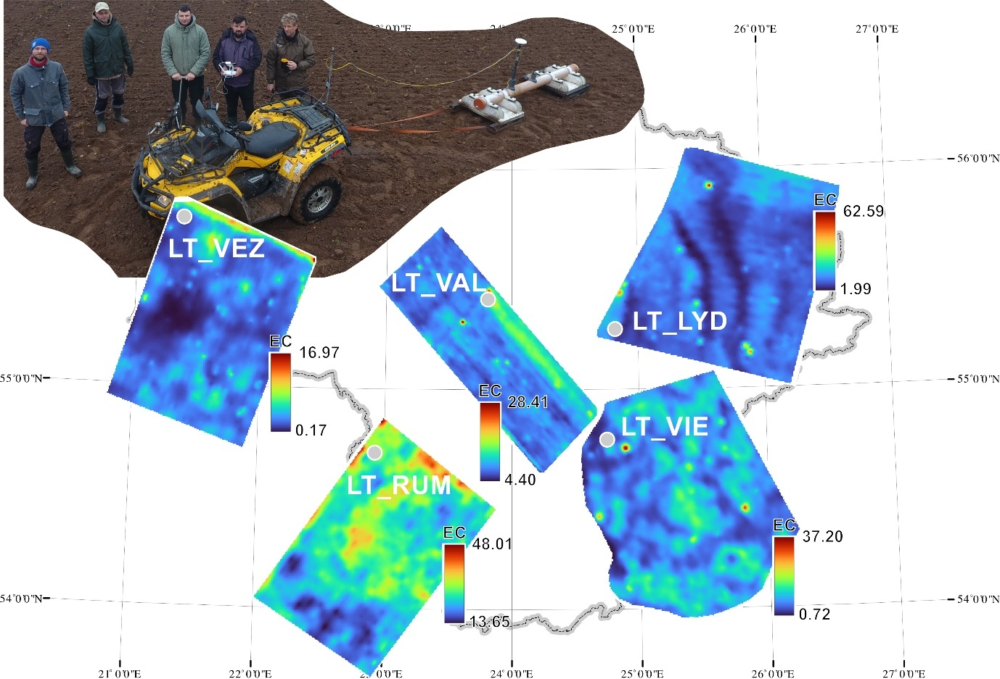 25°0'0"E
26°0'0"E
27°0'0"E
56°0'0"N
EC
62.59
1.99
LT_VEZ
LT_VAL
LT_LYD
EC
16.97
0.17
55°0'0"N
55°0'0"N
EC
28.41
4.40
LT_VIE
LT_RUM
EC
48.01
13.65
EC
37.20
0.72
54°0'0"N
54°0'0"N
21°0'0"E
22°0'0"E
23°0'0"E
24°0'0"E
25°0'0"E
26°0'0"E
27°0'0"E